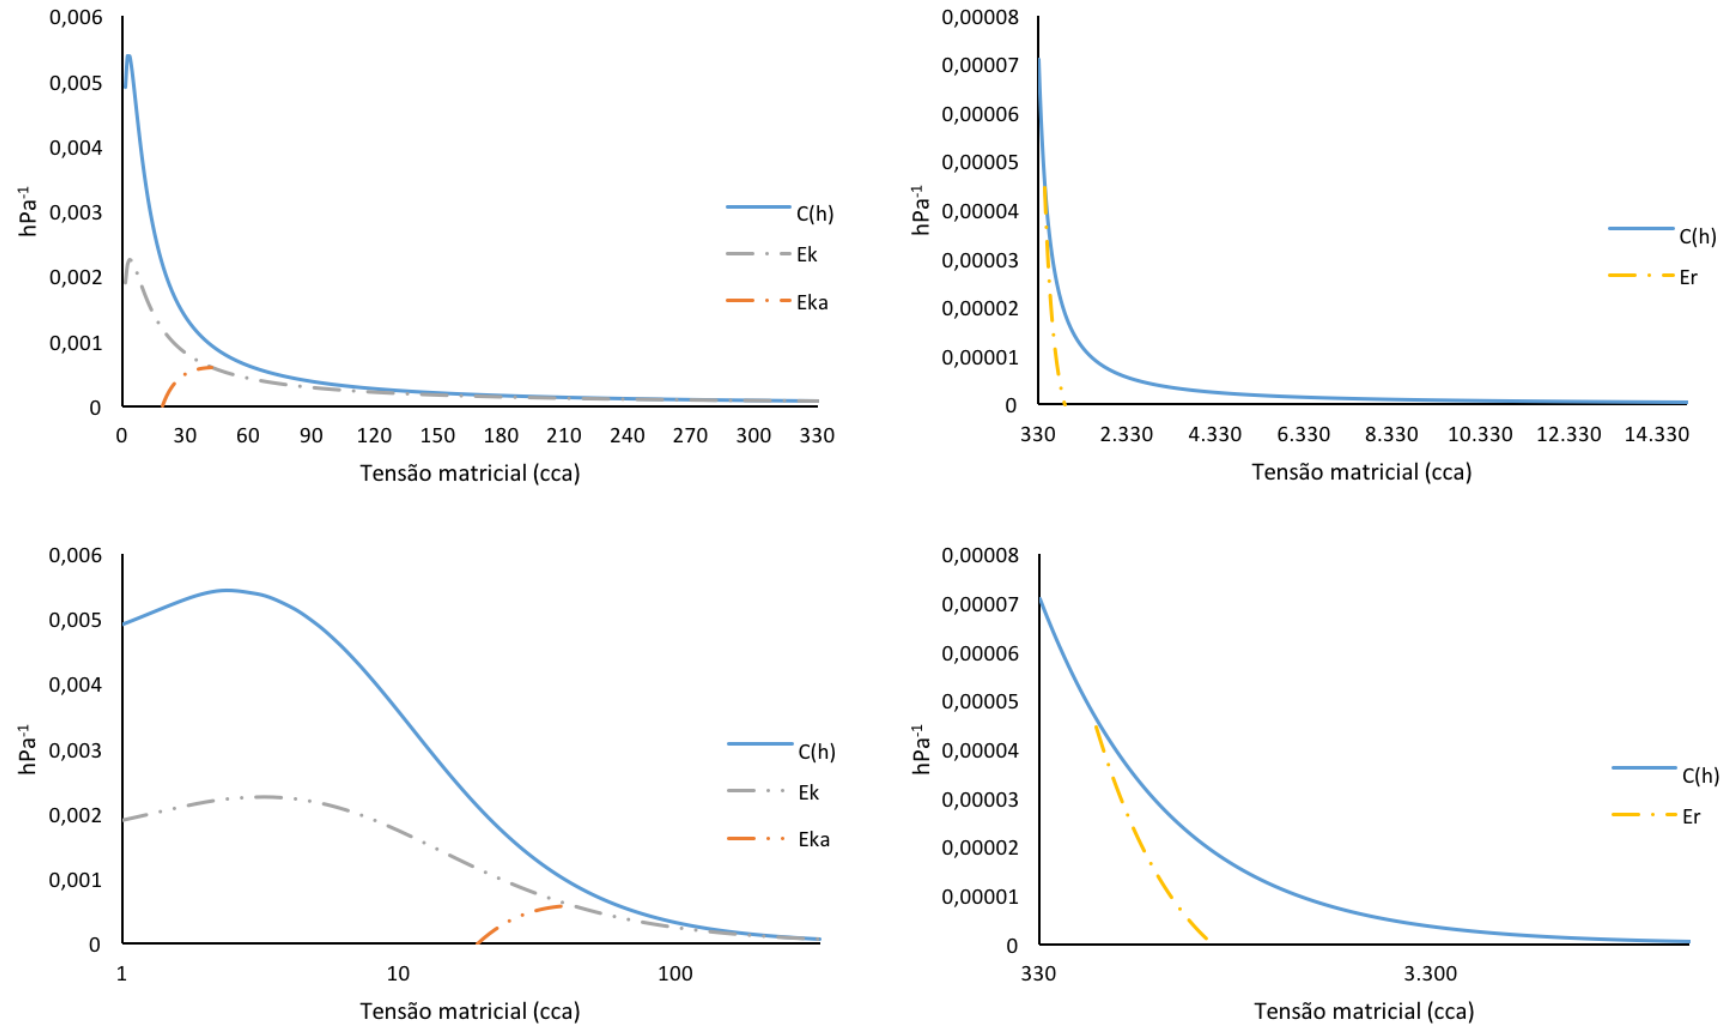 0,006
0,005
0,004
0,003
0,002
0,001
0
hPa-1
0 30 60 90 120 150 180 210 240 270 300 330
Tensão matricial (cca)
C(h)
Ek
Eka
0,00008
0,00007
0,00006
0,00005
0,00004
0,00003
0,00002
0,00001
0
hPa-1
330 2.330 4.330 6.330 8.330 10.330 12.330 14.330
Tensão matricial (cca)
C(h)
Er
0,006
0,005
0,004
0,003
0,002
0,001
0
hPa-1
1 10 100
Tensão matricial (cca)
C(h)
Ek
Eka
0,00008
0,00007
0,00006
0,00005
0,00004
0,00003
0,00002
0,00001
0
hPa-1
330 3.300
Tensão matricial (cca)
C(h)
Er